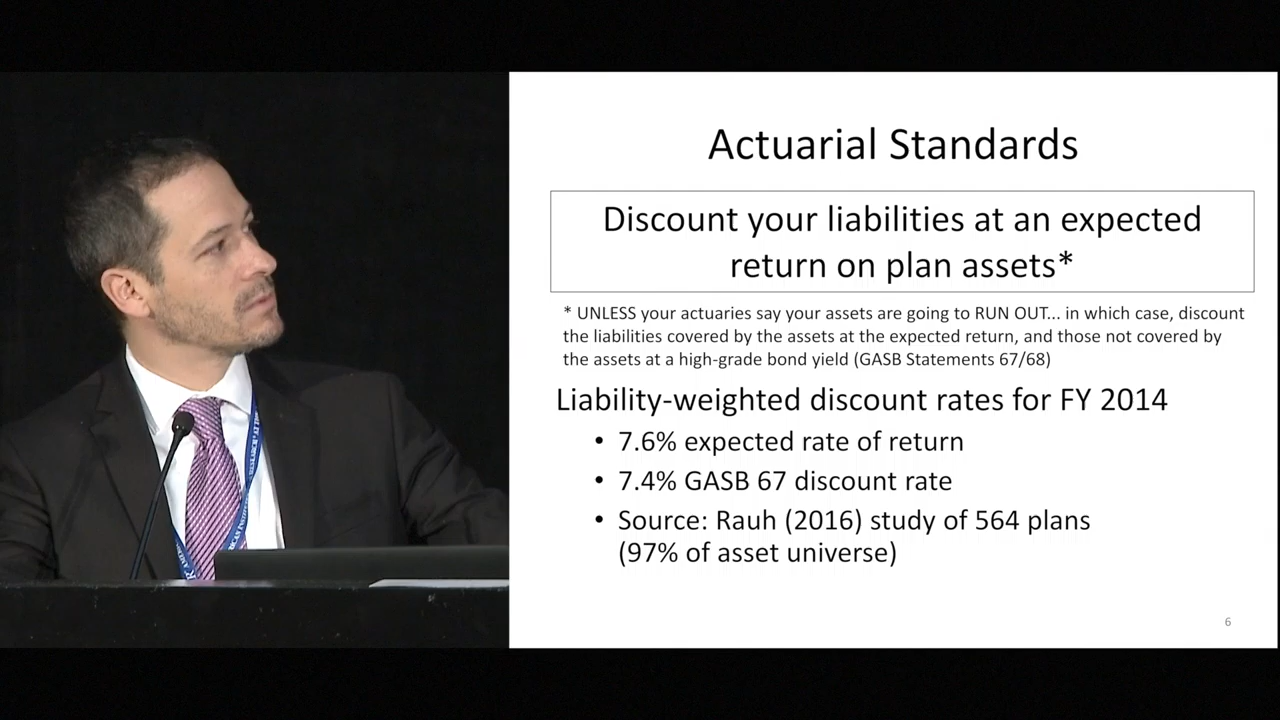 Actuarial Standards
Discount your liabilities at an expected
return on plan assets*
* UNLESS your actuaries say your assets are going to RUN OUT... in which case, discount
the liabilities covered by the assets at the expected return, and those not covered by
the assets at a high-grade bond yield (GASB Statements 67/68)
Liability-weighted discount rates for FY 2014
• 7.6% expected rate of return
• 7.4% GASB 67 discount rate
• Source: Rauh (2016) study of 564 plans
(97% of asset universe)
6